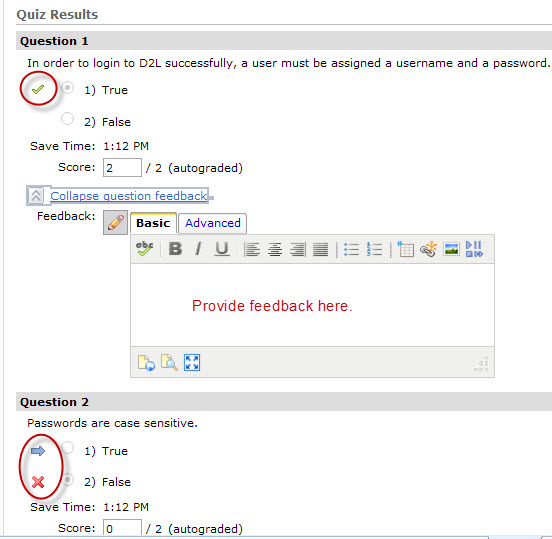 Quiz Results
Question 1
In order to login to D2L successfully, a user must be assigned a username and a password.
1) True
2) False
Save Time: 1:12 PM
Score: 2 / 2 (autograded)
Collapse question feedback
Feedback: Basic Advanced
abc B I U
Provide feedback here.
Question 2
Passwords are case sensitive.
1) True
2) False
Save Time: 1:12 PM
Score: 0 / 2 (autograded)